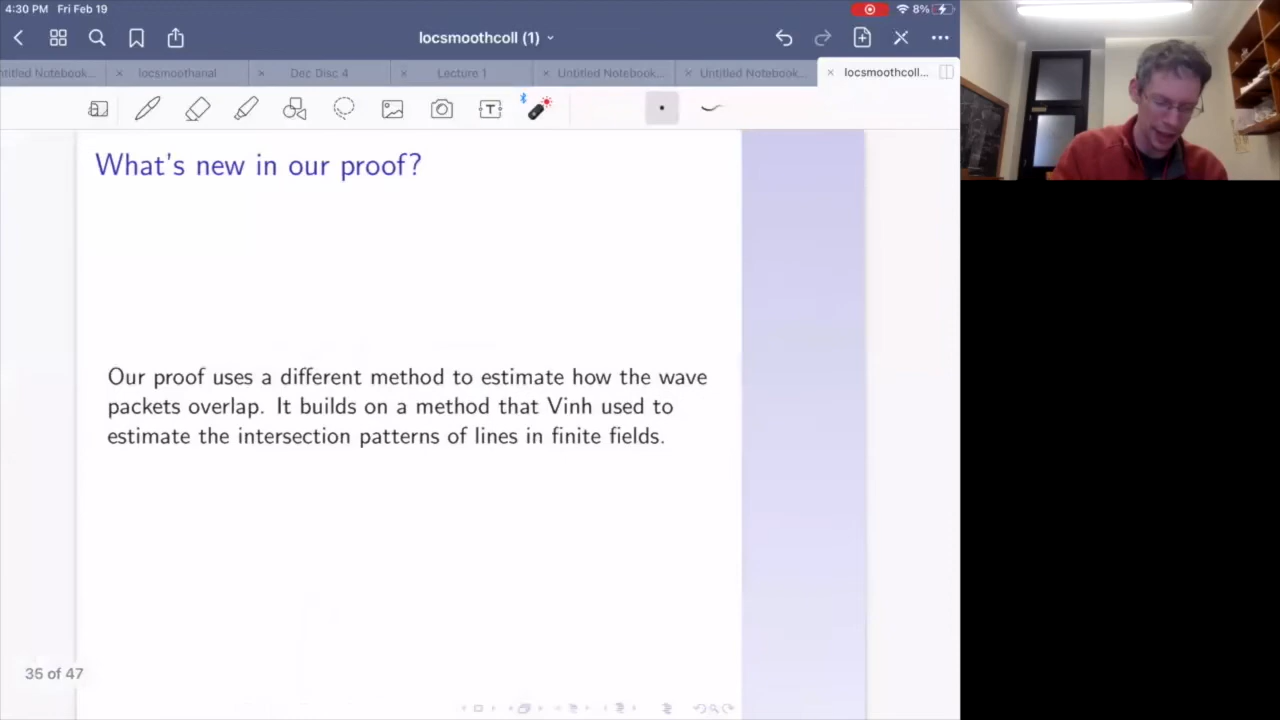 4:30 PM Fri Feb 19
8%
locsmoothcoll (1)
ntitled Notebook...
locsmoothanal
Dec Disc 4
Lecture 1
Untitled Notebook...
Untitled Notebook...
locsmoothcoll...
T
What's new in our proof?
Our proof uses a different method to estimate how the wave
packets overlap. It builds on a method that Vinh used to
estimate the intersection patterns of lines in finite fields.
35 of 47